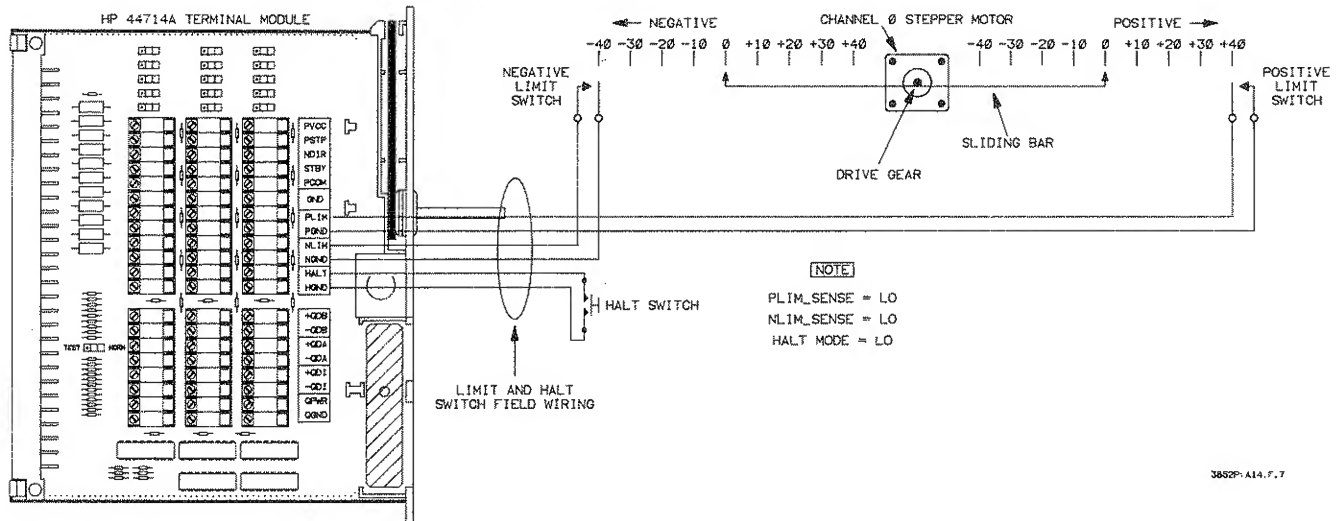 HP 44714A TERMINAL MODULE
NEGATIVE
CHANNEL Ø STEPPER MOTOR
POSITIVE
-40 -30 -20 -10 0 +10 +20 +30 +40
-40 -30 -20 -10 0 +10 +20 +30 +40
NEGATIVE
LIMIT
SWITCH
POSITIVE
LIMIT
SWITCH
SLIDING BAR
DRIVE GEAR
PVCC
PSTP
NDIR
STBY
PCOM
GND
PLIM
PGND
NLIM
NGND
HALT
HGND
+QDB
-QDB
+QDA
-QDA
+QDI
-QDI
QPWR
QGND
TEST NORM
HALT SWITCH
LIMIT AND HALT
SWITCH FIELD WIRING
NOTE
PLIM_SENSE = LO
NLIM_SENSE = LO
HALT MODE = LO
3852P:A14.F.7